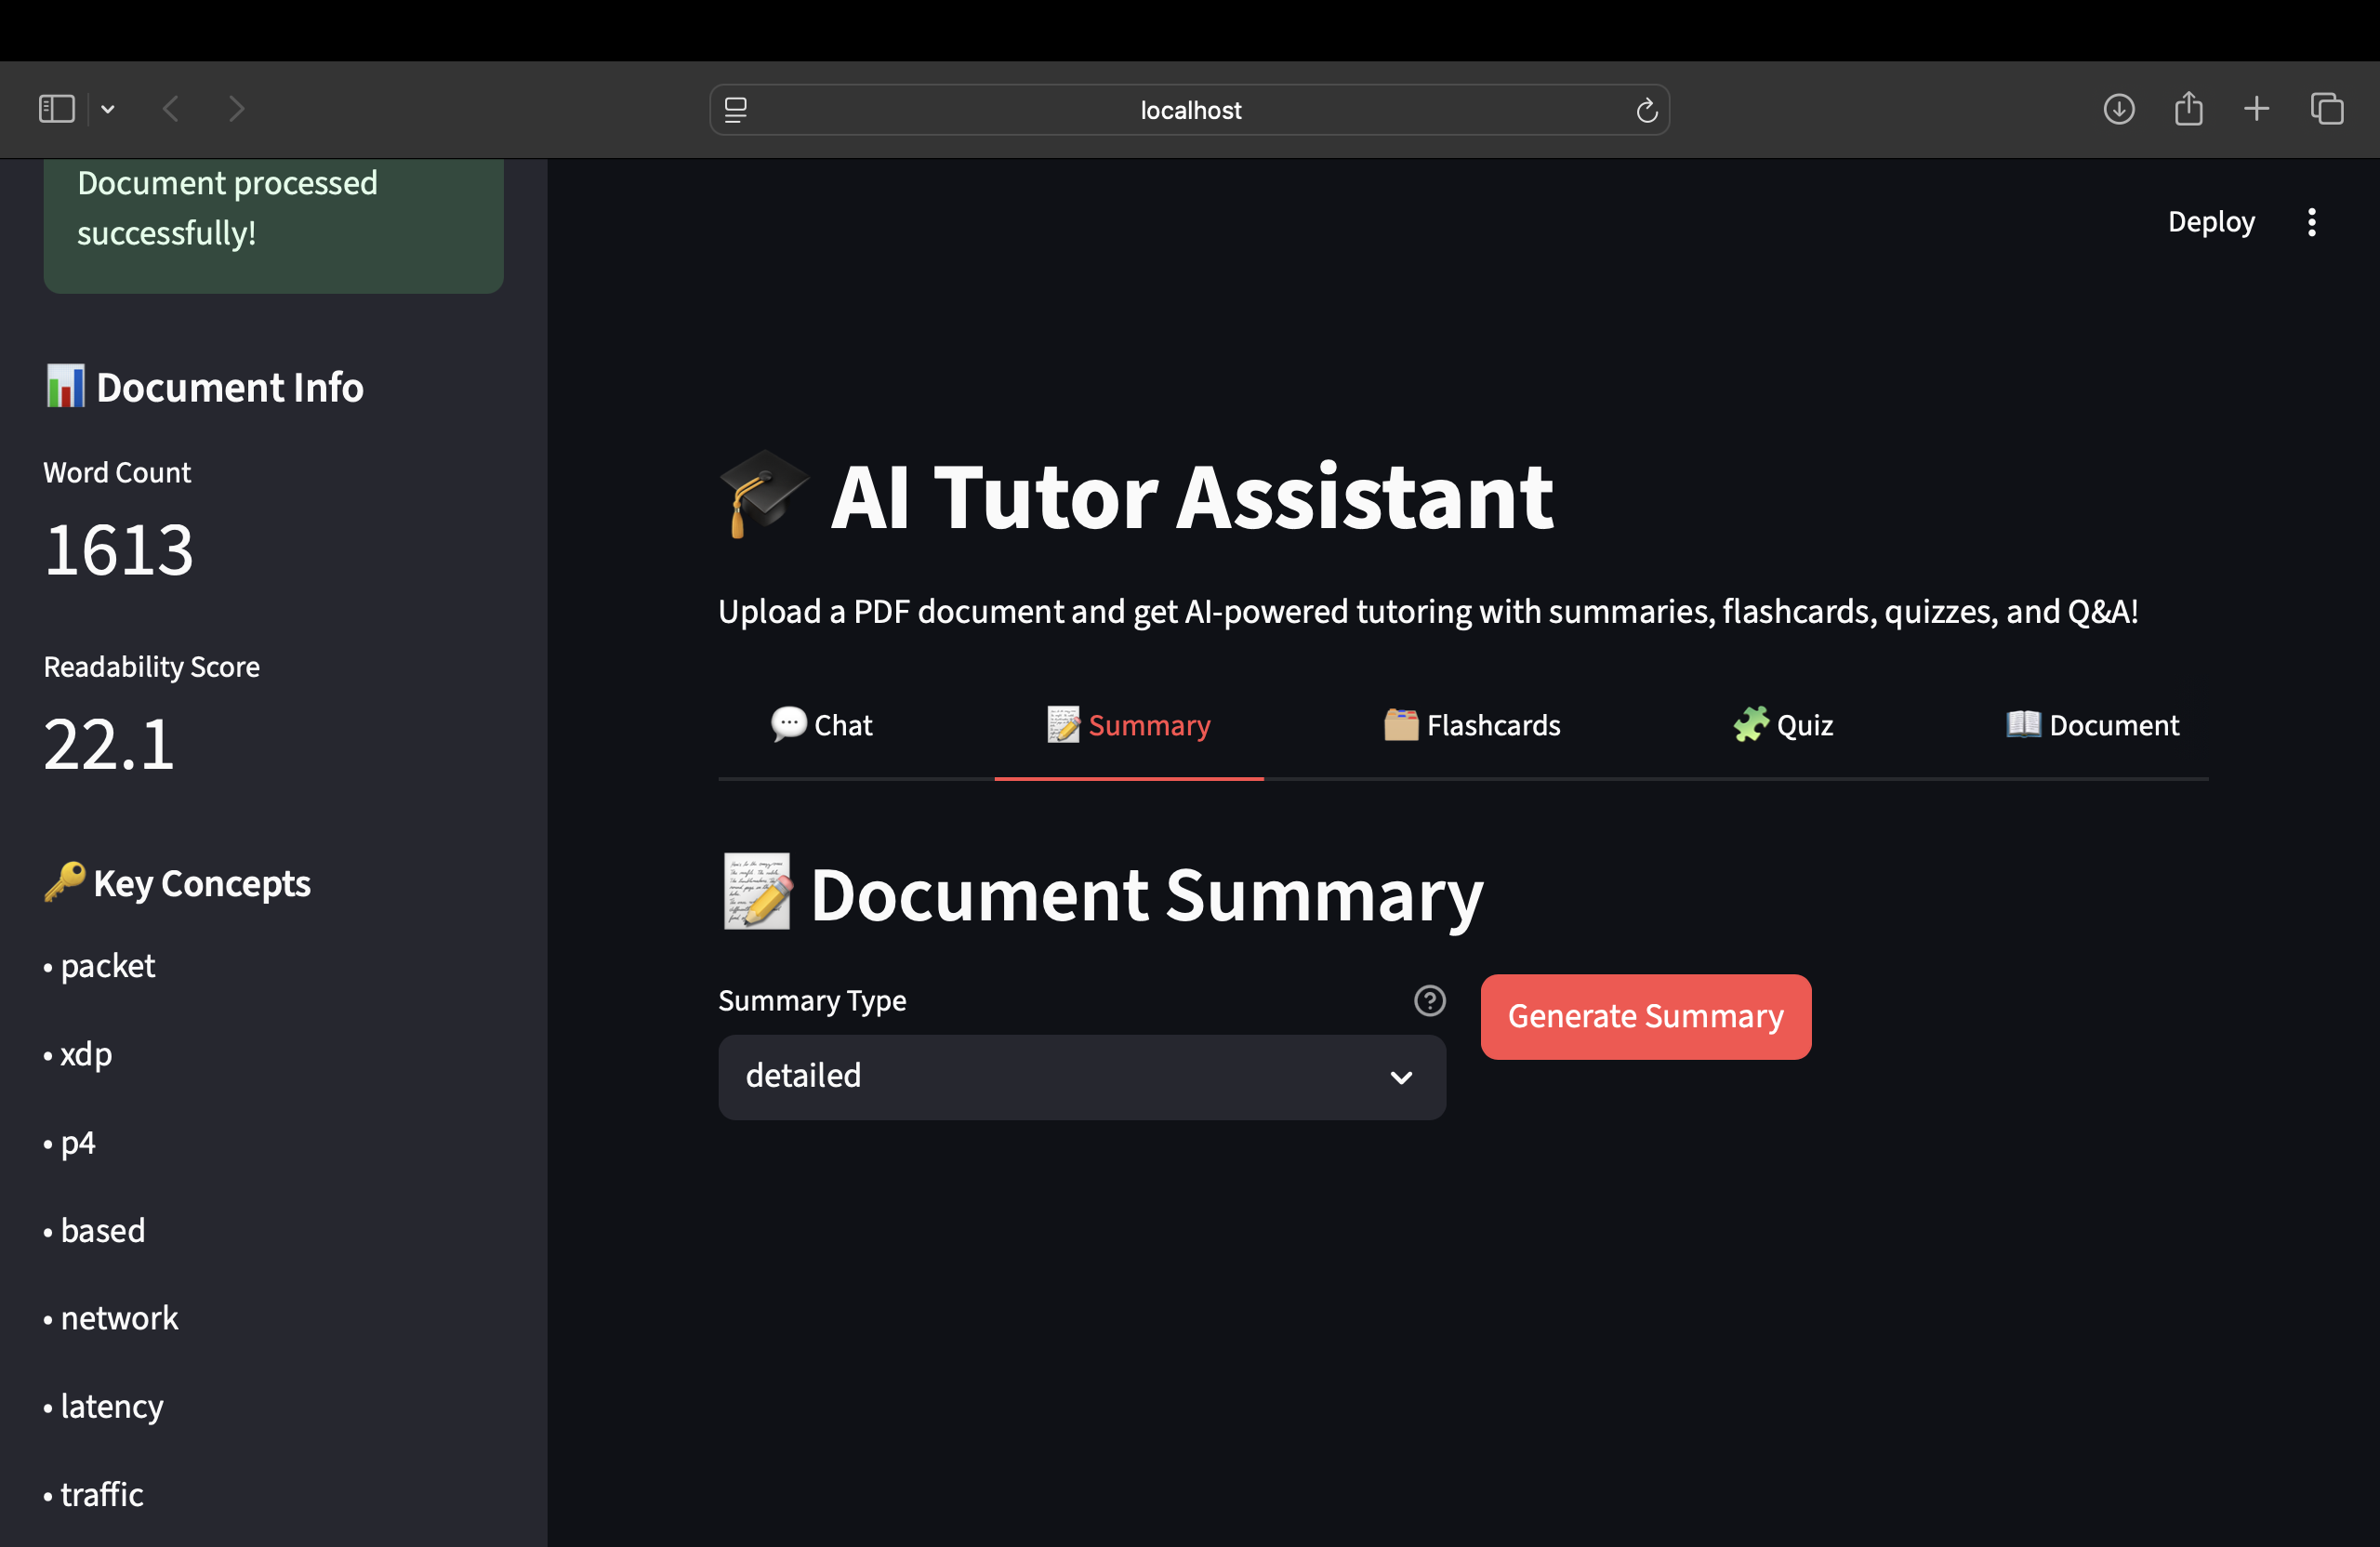 localhost
Document processed
successfully!
📊 Document Info
Word Count
1613
Readability Score
22.1
🔑 Key Concepts
• packet
• xdp
• p4
• based
• network
• latency
• traffic
Deploy
🎓 AI Tutor Assistant
Upload a PDF document and get AI-powered tutoring with summaries, flashcards, quizzes, and Q&A!
💬 Chat
📝 Summary
🗂️ Flashcards
🧩 Quiz
📖 Document
📝 Document Summary
Summary Type
detailed
Generate Summary